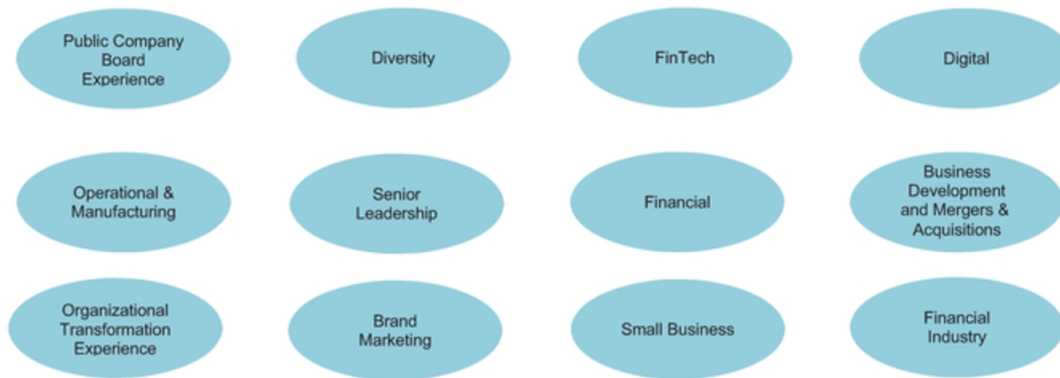 Public Company
Board
Experience
Diversity
FinTech
Digital
Operational &
Manufacturing
Senior
Leadership
Financial
Business
Development
and Mergers &
Acquisitions
Organizational
Transformation
Experience
Brand
Marketing
Small Business
Financial
Industry